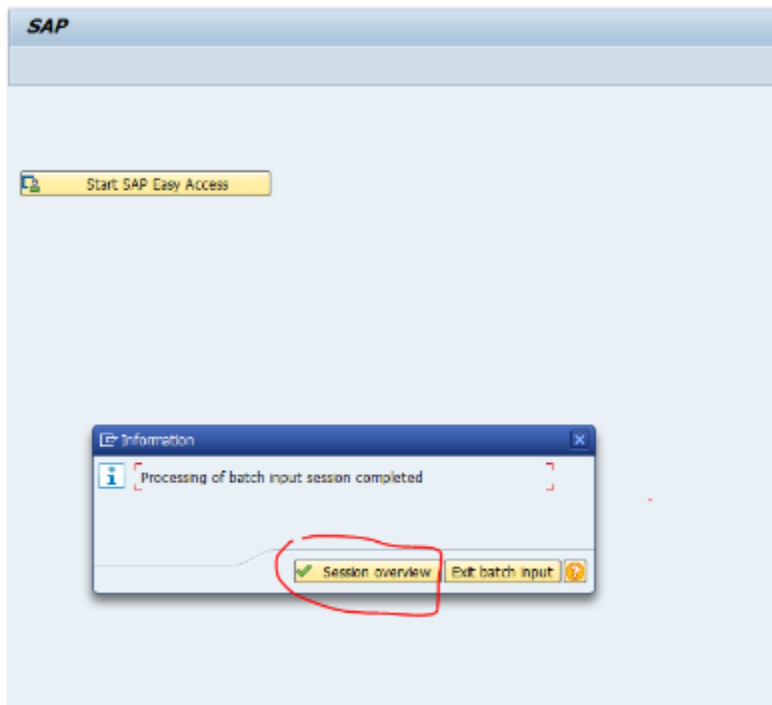 SAP
Start SAP Easy Access
Information
Processing of batch input session completed
Session overview Exit batch input